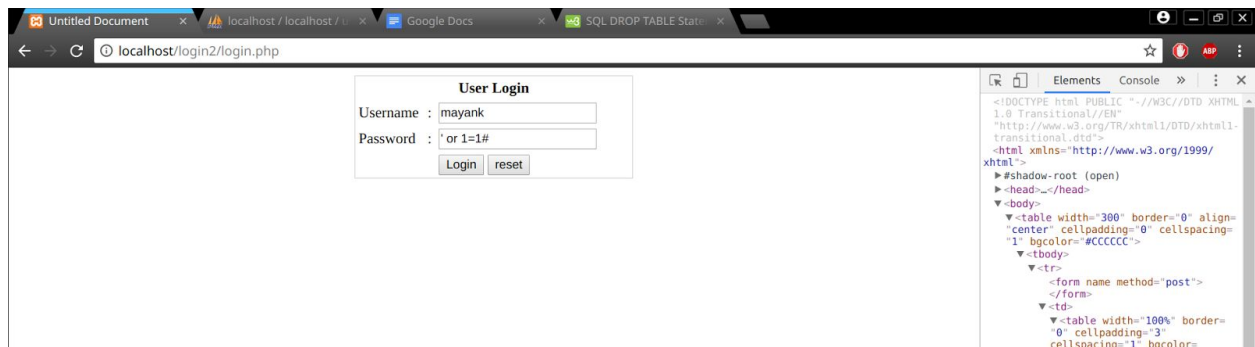 Untitled Document
localhost / localhost / u
Google Docs
SQL DROP TABLE State
localhost/login2/login.php
ABP
User Login
Username : mayank
Password : ' or 1=1#
Login reset
Elements Console »
<!DOCTYPE html PUBLIC "-//W3C//DTD XHTML
1.0 Transitional//EN"
"http://www.w3.org/TR/xhtml1/DTD/xhtml1-
transitional.dtd">
<html xmlns="http://www.w3.org/1999/
xhtml">
▶#shadow-root (open)
▶<head>…</head>
▼<body>
▼<table width="300" border="0" align=
"center" cellpadding="0" cellspacing=
"1" bgcolor="#CCCCCC">
▼<tbody>
▼<tr>
<form name method="post">
</form>
▼<td>
▼<table width="100%" border=
"0" cellpadding="3"
cellspacing="1" bgcolor=